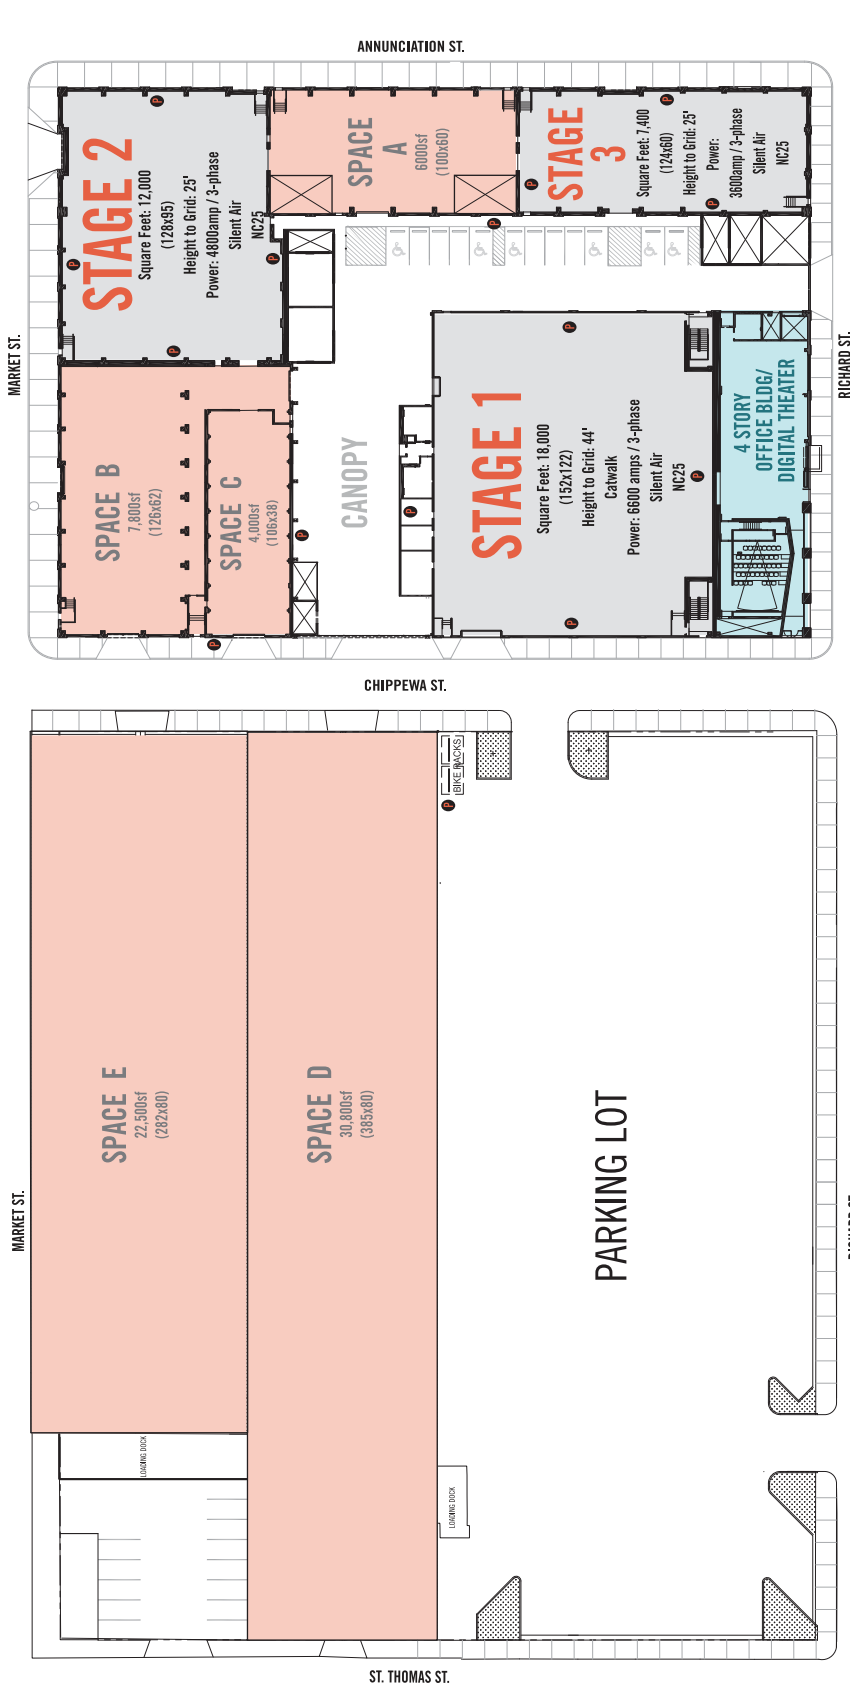 ANNUNCIATION ST.
MARKET ST.
RICHARD ST.
STAGE 2
Square Feet: 12,000
(128x95)
Height to Grid: 25'
Power: 4800amp / 3-phase
Silent Air
NC25
SPACE
A
6000sf
(100x60)
STAGE
3
Square Feet: 7,400
(124x60)
Height to Grid: 25'
Power:
3600amp / 3-phase
Silent Air
NC25
SPACE B
7,800sf
(126x62)
SPACE C
4,000sf
(106x38)
CANOPY
STAGE 1
Square Feet: 18,000
(152x122)
Height to Grid: 44'
Catwalk
Power: 6600 amps / 3-phase
Silent Air
NC25
4 STORY
OFFICE BLDG/
DIGITAL THEATER
P
P
P
P
P
P
P
P
P
P
P
P
P
P
CHIPPEWA ST.
BIKE RACKS
P
SPACE E
22,500sf
(282x80)
SPACE D
30,800sf
(385x80)
PARKING LOT
MARKET ST.
LOADING DOCK
LOADING DOCK
ST. THOMAS ST.